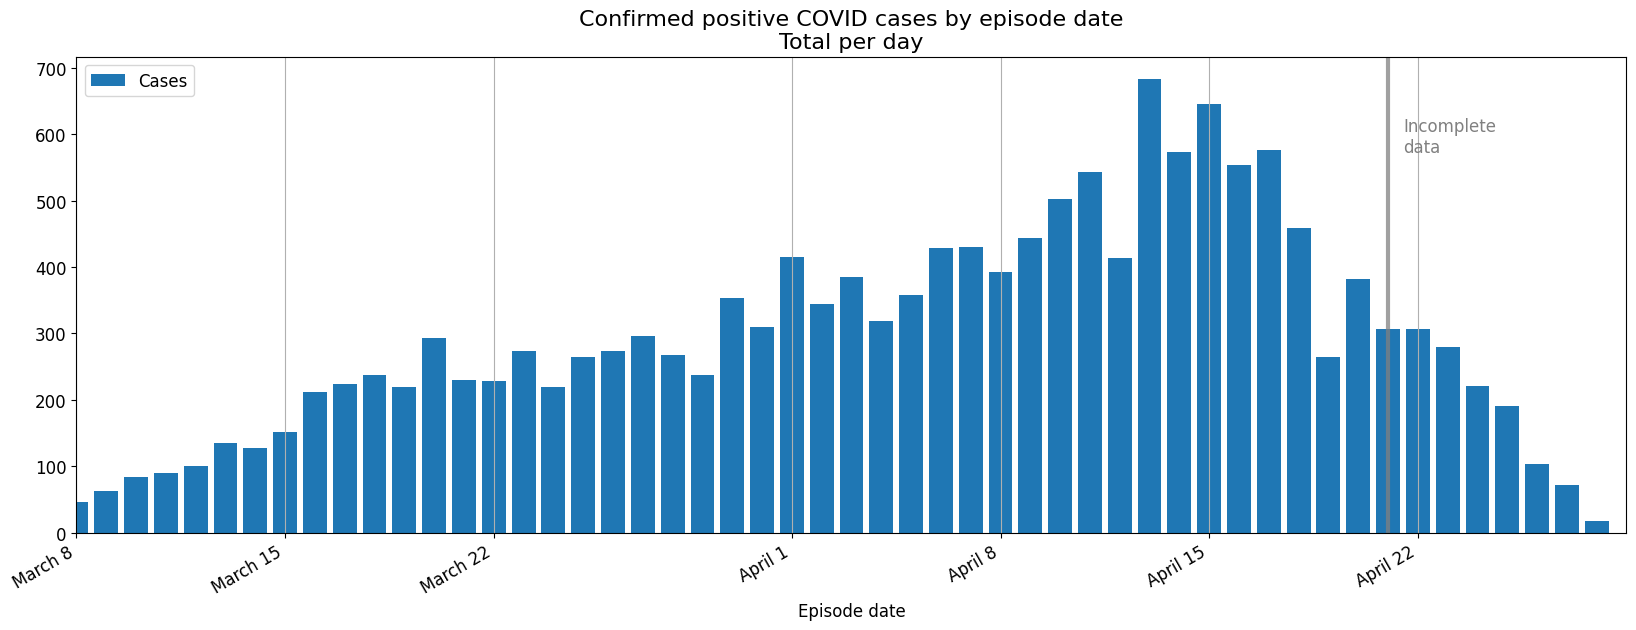 Confirmed positive COVID cases by episode date
Total per day
700
600
500
400
300
200
100
0
Cases
Incomplete
data
March 8
March 15
March 22
April 1
April 8
April 15
April 22
Episode date